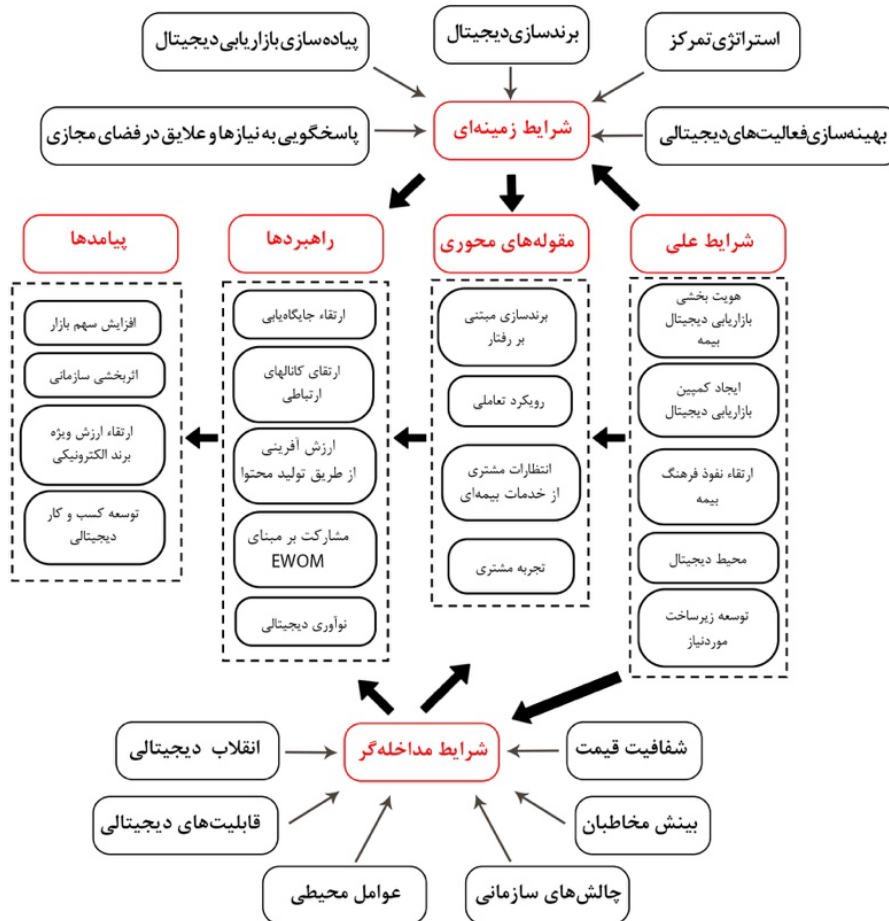 برندسازی دیجیتال
استراتژی تمرکز
پیاده‌سازی بازاریابی دیجیتال
شرایط زمینه‌ای
بهینه‌سازی فعالیت‌های دیجیتالی
پاسخگویی به نیازها و علایق در فضای مجازی
شرایط علی
هویت بخشی
بازاریابی دیجیتال
بیمه
ایجاد کمپین
بازاریابی دیجیتال
ارتقاء نفوذ فرهنگ
بیمه
محیط دیجیتال
توسعه زیرساخت
موردنیاز
مقوله‌های محوری
برندسازی مبتنی
بر رفتار
رویکرد تعاملی
انتظارات مشتری
از خدمات بیمه‌ای
تجربه مشتری
راهبردها
ارتقاء جایگاه‌یابی
ارتقای کانالهای
ارتباطی
ارزش آفرینی
از طریق تولید محتوا
مشارکت بر مبنای
EWOM
نوآوری دیجیتالی
پیامدها
افزایش سهم بازار
اثربخشی سازمانی
ارتقاء ارزش ویژه
برند الکترونیکی
توسعه کسب و کار
دیجیتالی
شرایط مداخله‌گر
شفافیت قیمت
انقلاب دیجیتالی
بینش مخاطبان
قابلیت‌های دیجیتالی
چالش‌های سازمانی
عوامل محیطی